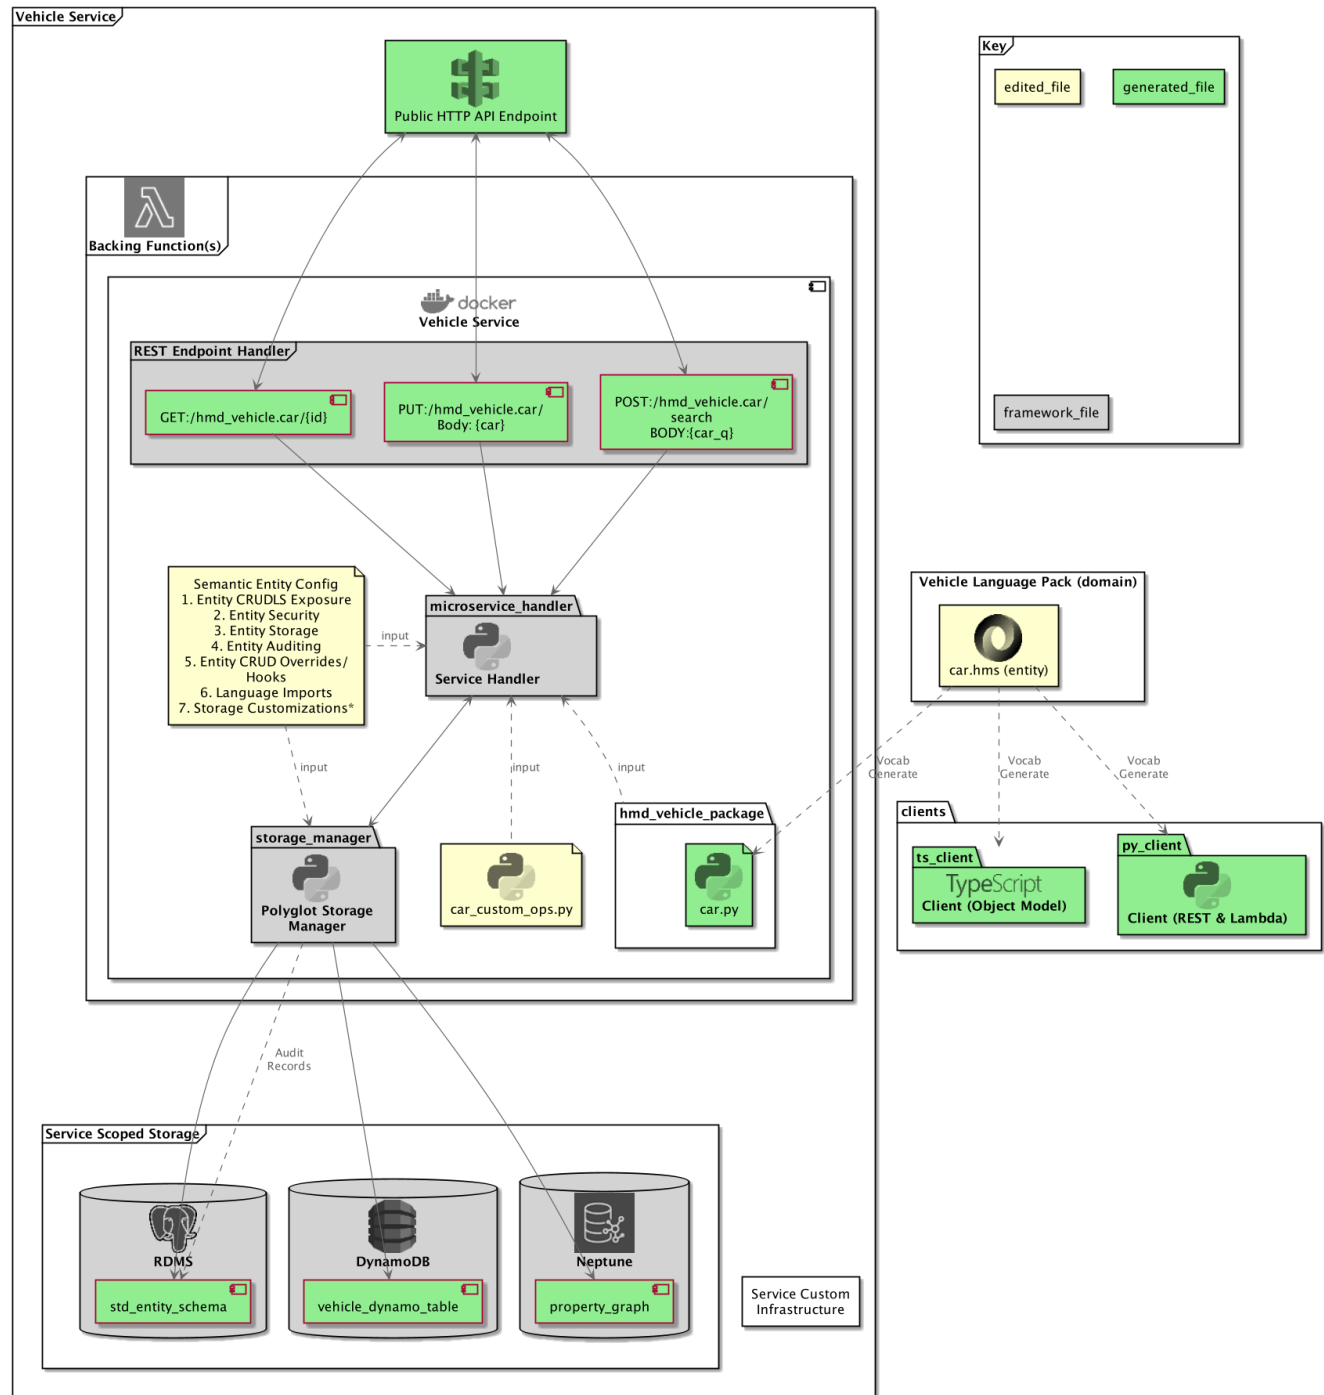 Vehicle Service
Public HTTP API Endpoint
Backing Function(s)
docker
Vehicle Service
REST Endpoint Handler
GET:/hmd_vehicle.car/{id}
PUT:/hmd_vehicle.car/
Body: {car}
POST:/hmd_vehicle.car/
search
BODY:{car_q}
Semantic Entity Config
1. Entity CRUDLS Exposure
2. Entity Security
3. Entity Storage
4. Entity Auditing
5. Entity CRUD Overrides/
Hooks
6. Language Imports
7. Storage Customizations*
input
microservice_handler
Service Handler
input
input
input
storage_manager
Polyglot Storage
Manager
car_custom_ops.py
hmd_vehicle_package
car.py
Audit
Records
Service Scoped Storage
RDMS
std_entity_schema
DynamoDB
vehicle_dynamo_table
Neptune
property_graph
Service Custom
Infrastructure
Key
edited_file
generated_file
framework_file
Vehicle Language Pack (domain)
car.hms (entity)
Vocab
Generate
Vocab
Generate
Vocab
Generate
clients
ts_client
TypeScript
Client (Object Model)
py_client
Client (REST & Lambda)